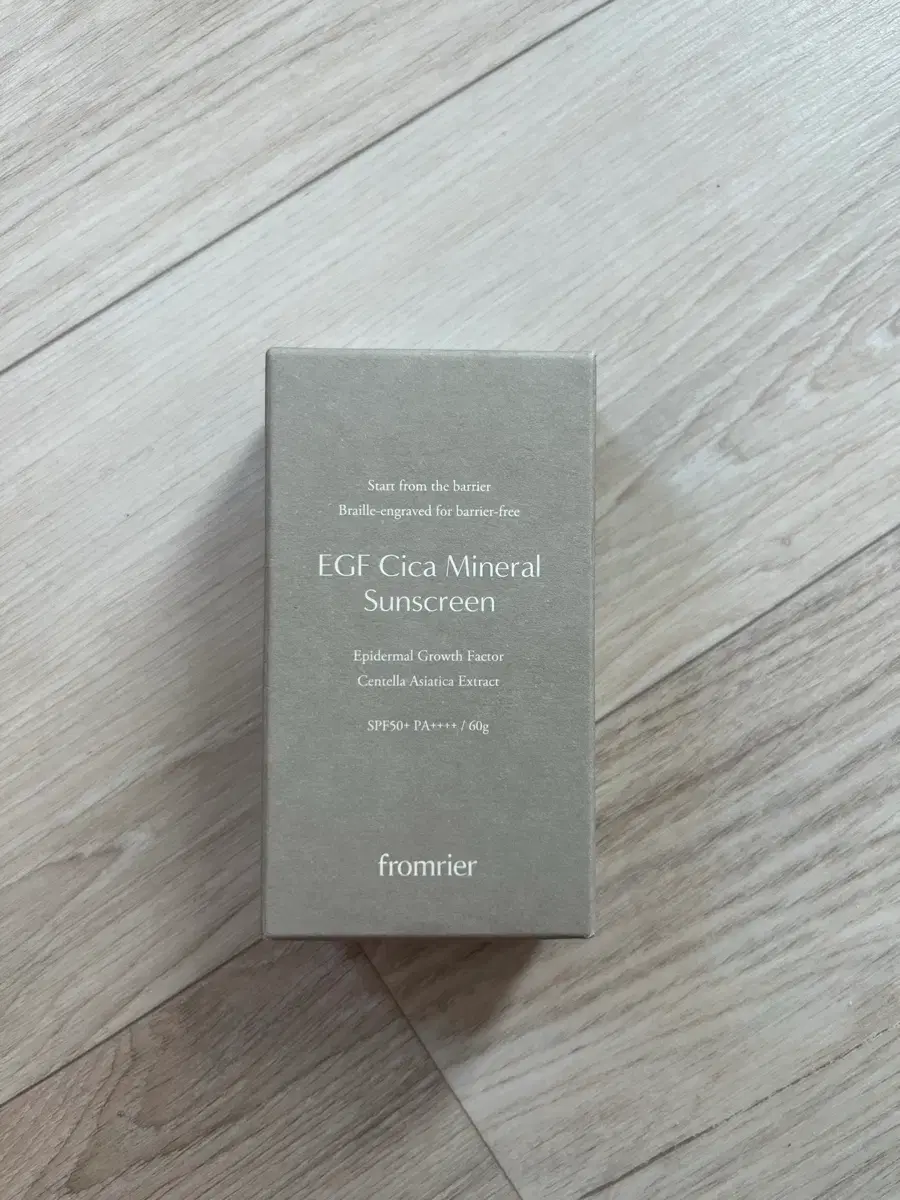 Start from the barrier
Braille-engraved for barrier-free
EGF Cica Mineral
Sunscreen
Epidermal Growth Factor
Centella Asiatica Extract
SPF50+ PA++++ / 60g
fromrier